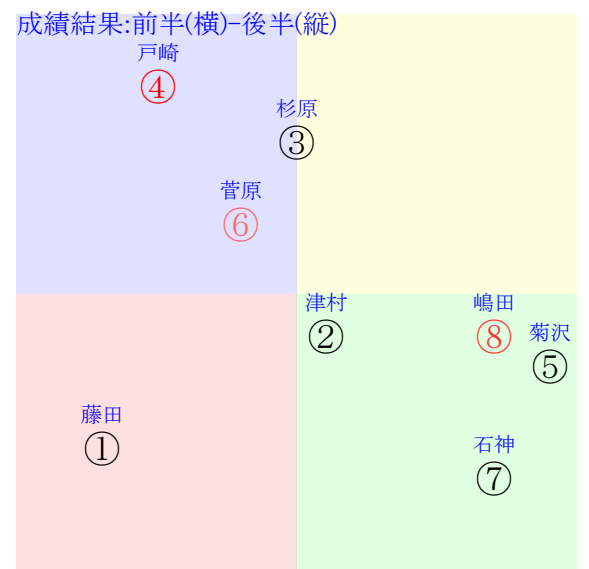 成績結果:前半(横)-後半(縦)
戸崎
④
杉原
③
菅原
⑥
津村
②
嶋田
⑧
菊沢
⑤
藤田
①
石神
⑦